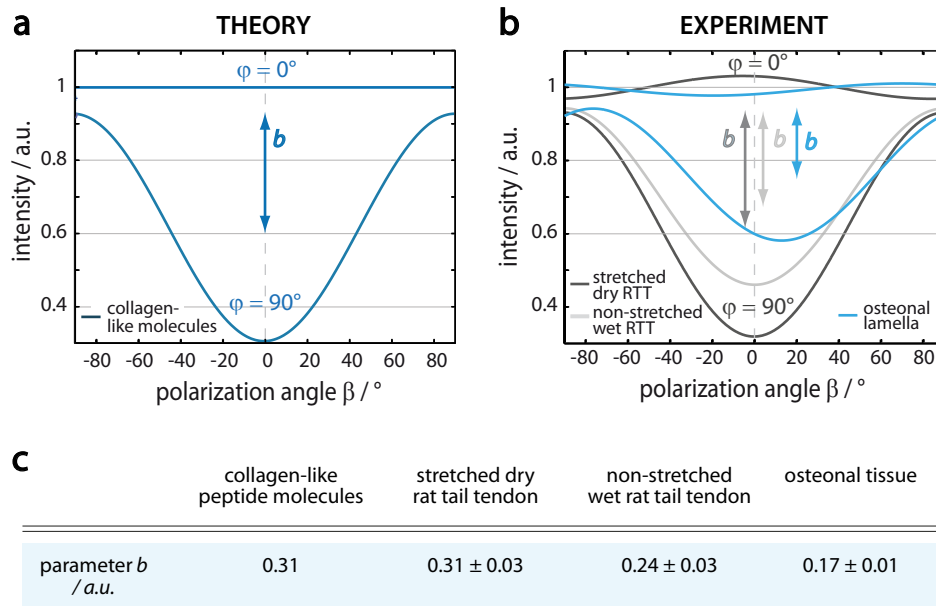 a
THEORY
φ = 0°
1
b
0.8
0.6
0.4
intensity / a.u.
φ = 90°
collagen-
like molecules
-80 -60 -40 -20 0 20 40 60 80
polarization angle β / °
b
EXPERIMENT
φ = 0°
1
b b b
0.8
0.6
0.4
intensity / a.u.
stretched
dry RTT
non-stretched
wet RTT
φ = 90°
osteonal
lamella
-80 -60 -40 -20 0 20 40 60 80
polarization angle β / °
c
collagen-like
peptide molecules
stretched dry
rat tail tendon
non-stretched
wet rat tail tendon
osteonal tissue
parameter b
/ a.u.
0.31 0.31 ± 0.03 0.24 ± 0.03 0.17 ± 0.01